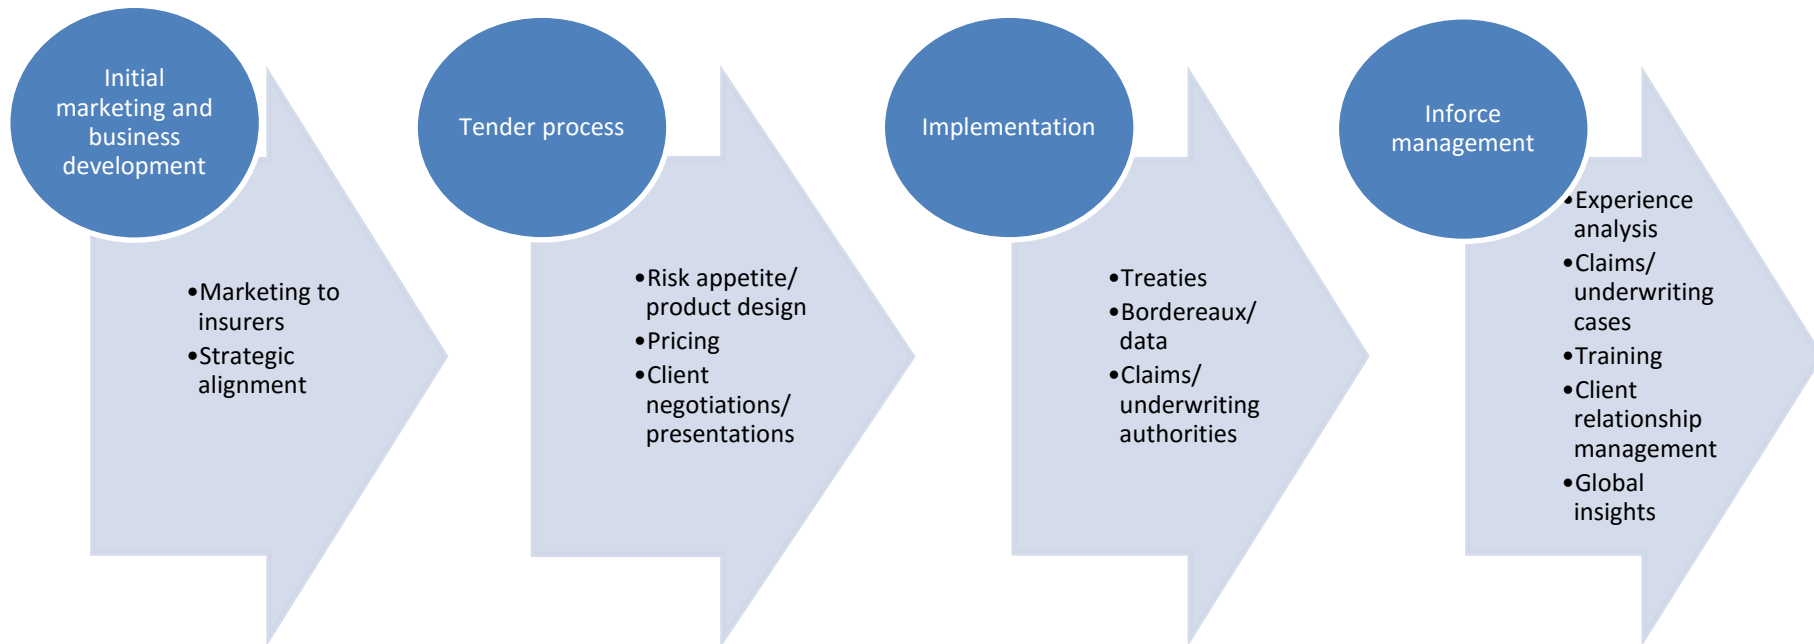 Initial
marketing and
business
development
•Marketing to
insurers
•Strategic
alignment
Tender process
•Risk appetite/
product design
•Pricing
•Client
negotiations/
presentations
Implementation
•Treaties
•Bordereaux/
data
•Claims/
underwriting
authorities
Inforce
management
•Experience
analysis
•Claims/
underwriting
cases
•Training
•Client
relationship
management
•Global
insights